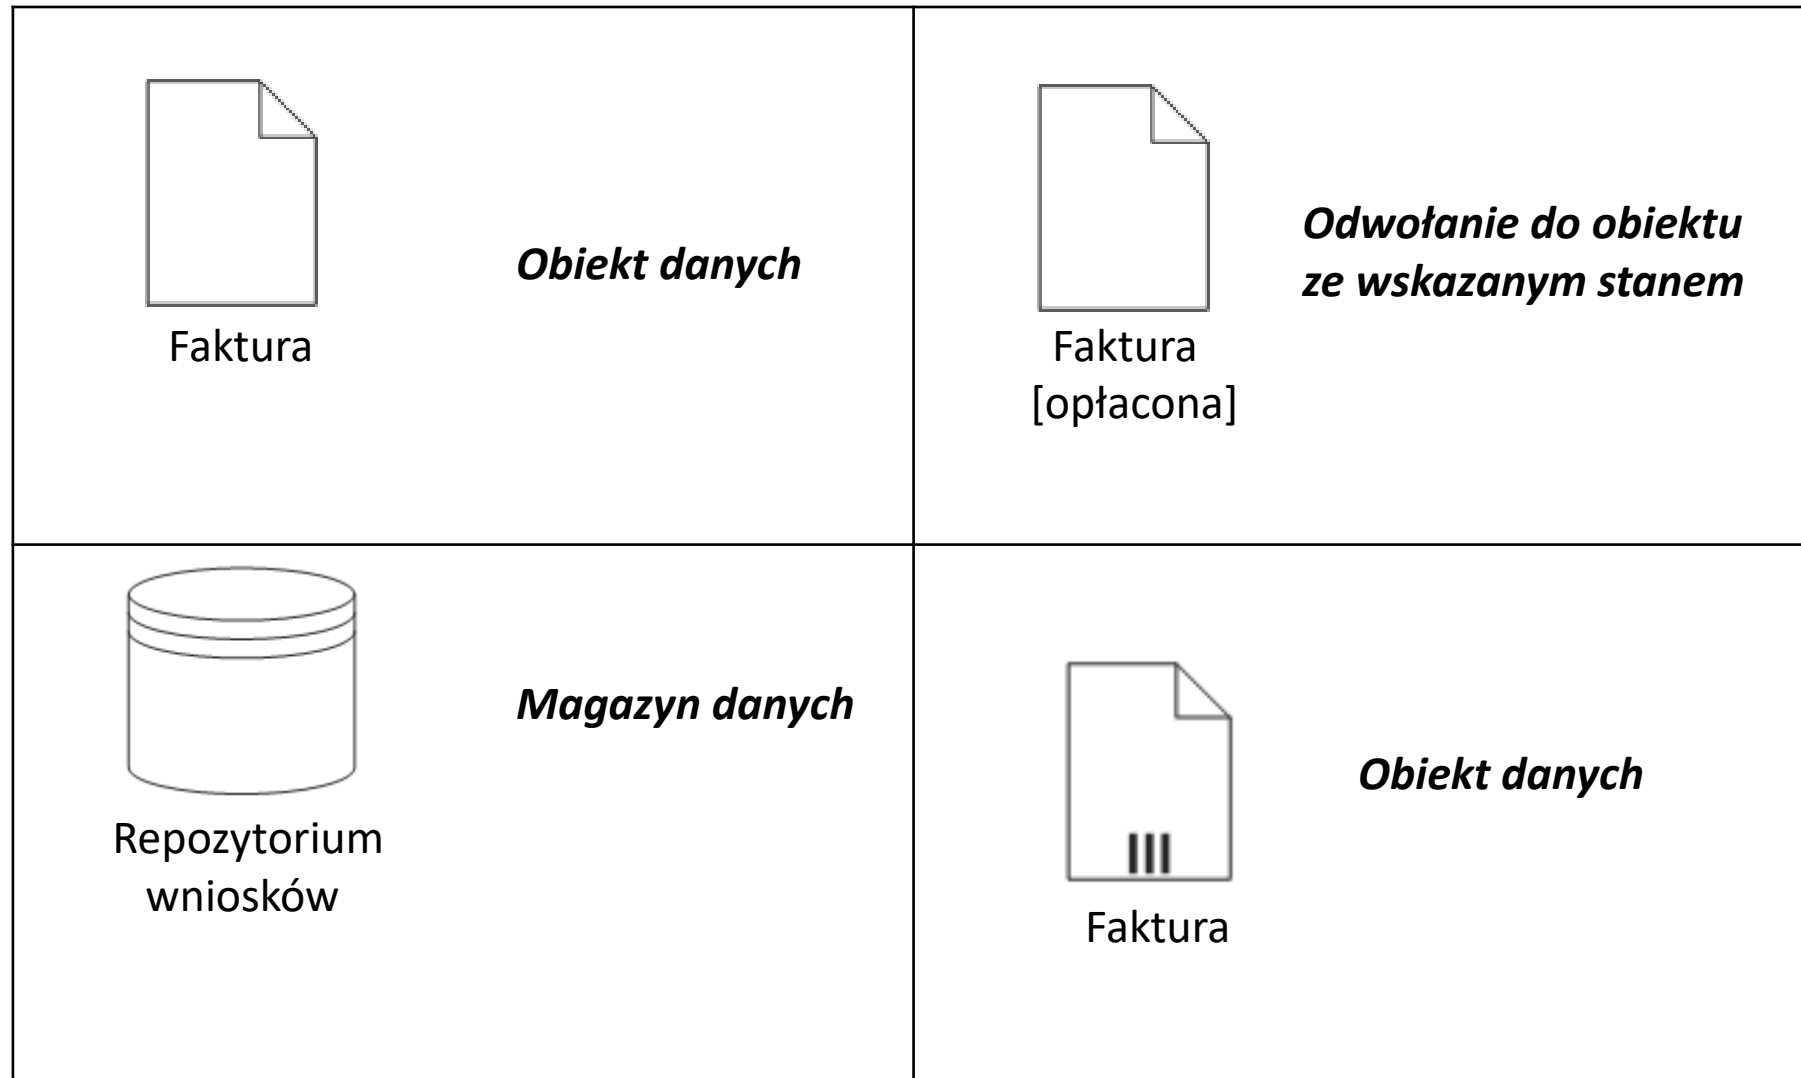 Obiekt danych
Faktura
Odwołanie do obiektu
ze wskazanym stanem
Faktura
[opłacona]
Magazyn danych
Repozytorium
wniosków
Obiekt danych
Faktura